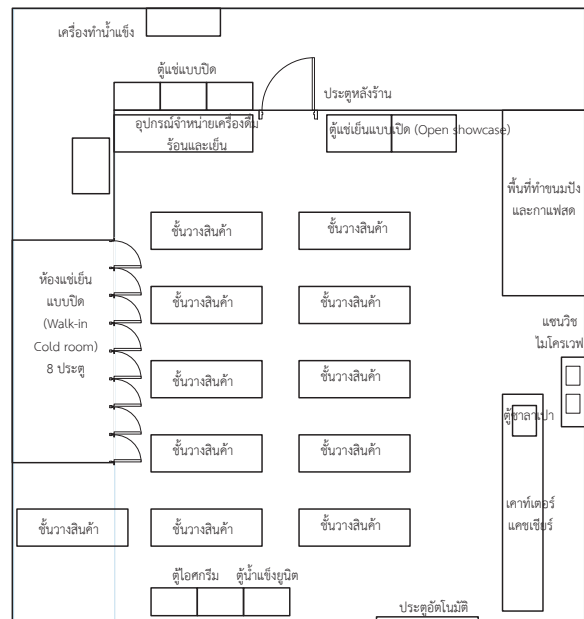 เครื่องทำน้ำแข็ง
ตู้แช่แบบปิด
ประตูหลังร้าน
อุปกรณ์จำหน่ายเครื่องดื่ม
ร้อนและเย็น
ตู้แช่เย็นแบบเปิด (Open showcase)
พื้นที่ทำขนมปัง
และกาแฟสด
ชั้นวางสินค้า
ชั้นวางสินค้า
ห้องแช่เย็น
แบบปิด
(Walk-in
Cold room)
8 ประตู
ชั้นวางสินค้า
ชั้นวางสินค้า
แซนวิช
ไมโครเวฟ
ชั้นวางสินค้า
ชั้นวางสินค้า
ตู้ซาลาเปา
ชั้นวางสินค้า
ชั้นวางสินค้า
เคาท์เตอร์
แคชเชียร์
ชั้นวางสินค้า
ชั้นวางสินค้า
ชั้นวางสินค้า
ตู้ไอศกรีม
ตู้น้ำแข็งยูนิต
ประตูอัตโนมัติ